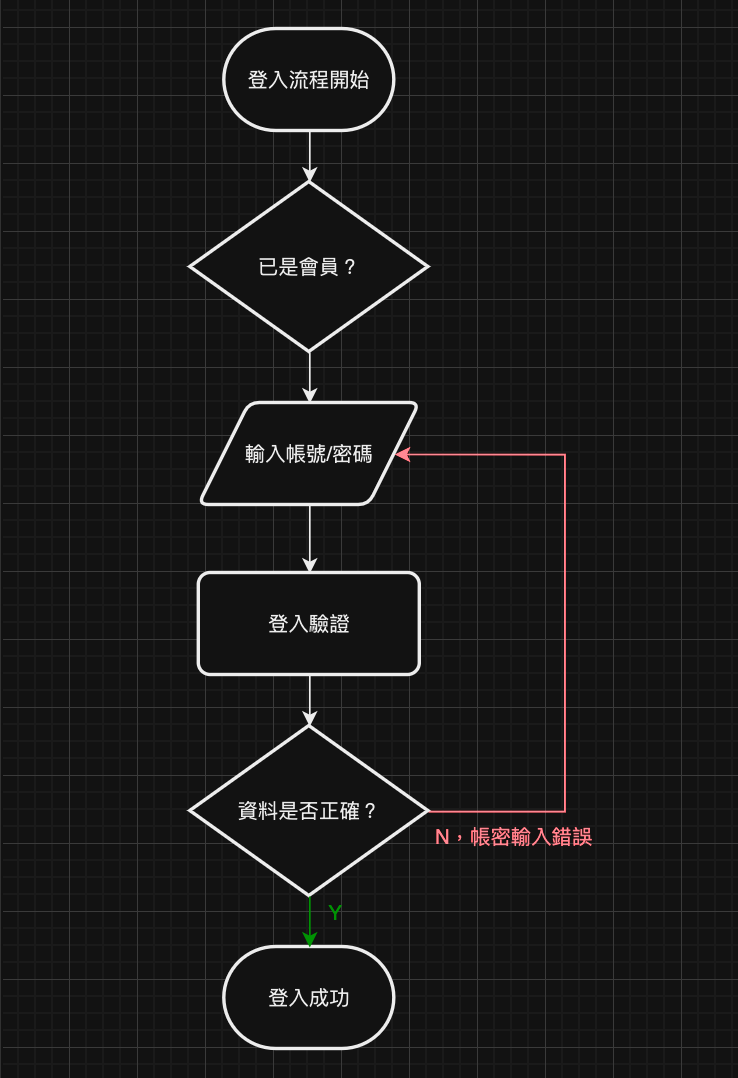 登入流程開始
已是會員？
輸入帳號/密碼
登入驗證
資料是否正確？
N，帳密輸入錯誤
Y
登入成功